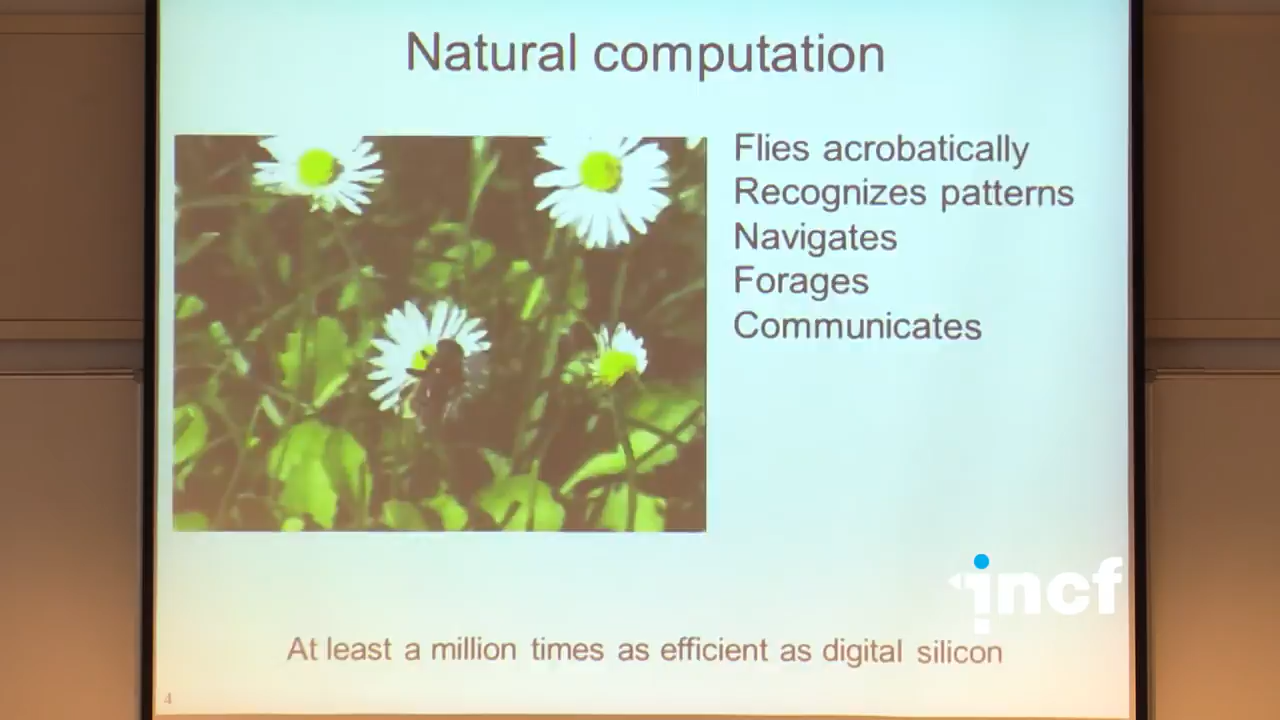 Natural computation
Flies acrobatically
Recognizes patterns
Navigates
Forages
Communicates
incf
At least a million times as efficient as digital silicon
4